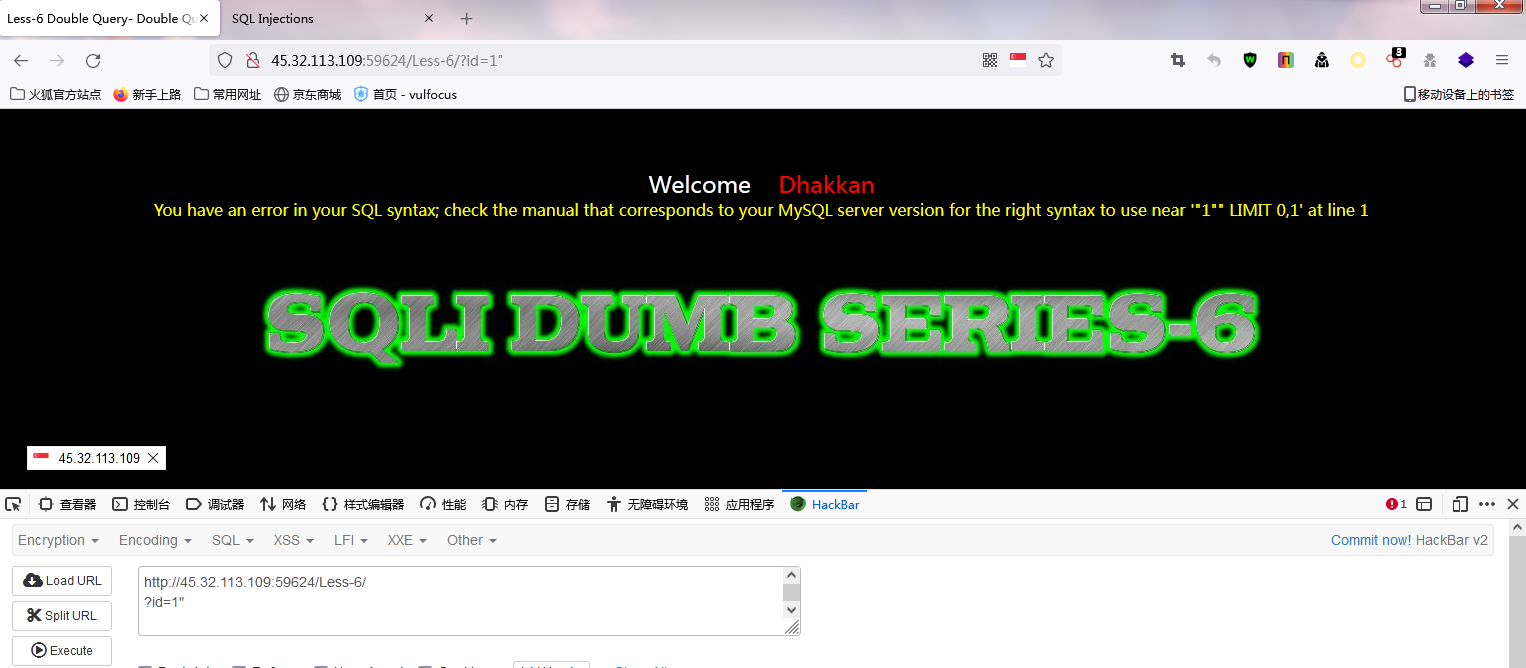 Less-6 Double Query- Double Qu
SQL Injections
45.32.113.109:59624/Less-6/?id=1"
3
火狐官方站点 新手上路 常用网址 京东商城 首页 - vulfocus 移动设备上的书签
Welcome Dhakkan
You have an error in your SQL syntax; check the manual that corresponds to your MySQL server version for the right syntax to use near '"1"" LIMIT 0,1' at line 1
SQLI DUMB SERIES-6
45.32.113.109
查看器 控制台 调试器 网络 样式编辑器 性能 内存 存储 无障碍环境 应用程序 HackBar 1
Encryption Encoding SQL XSS LFI XXE Other Commit now! HackBar v2
Load URL
http://45.32.113.109:59624/Less-6/
?id=1"
Split URL
Execute